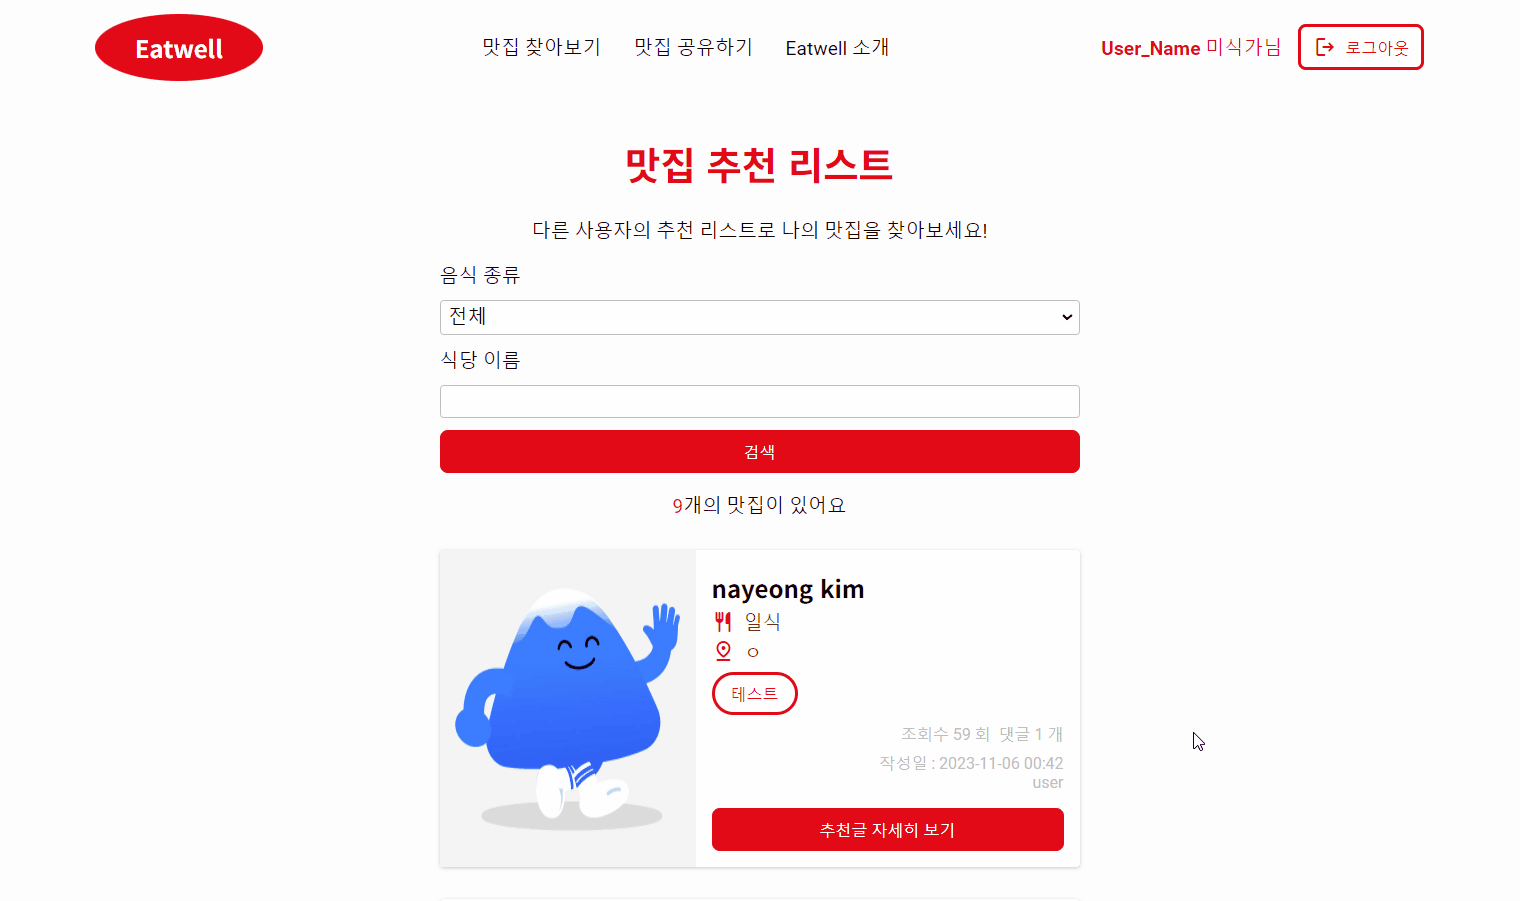 Eatwell
맛집 찾아보기 맛집 공유하기 Eatwell 소개
User_Name 미식가님 로그아웃
맛집 추천 리스트
다른 사용자의 추천 리스트로 나의 맛집을 찾아보세요!
음식 종류
전체
식당 이름
검색
9개의 맛집이 있어요
nayeong kim
일식
ㅇ
테스트
조회수 59 회 댓글 1 개
작성일 : 2023-11-06 00:42
user
추천글 자세히 보기